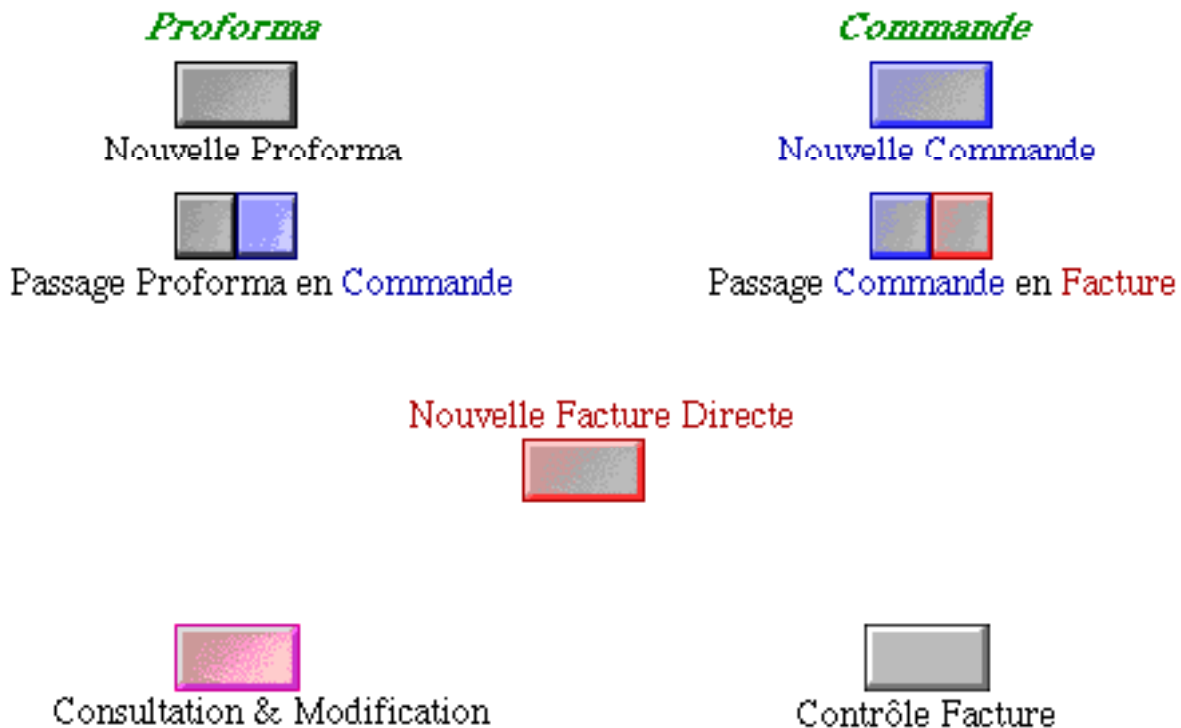 Proforma
Commande
Nouvelle Proforma
Nouvelle Commande
Passage Proforma en Commande
Passage Commande en Facture
Nouvelle Facture Directe
Consultation & Modification
Contrôle Facture